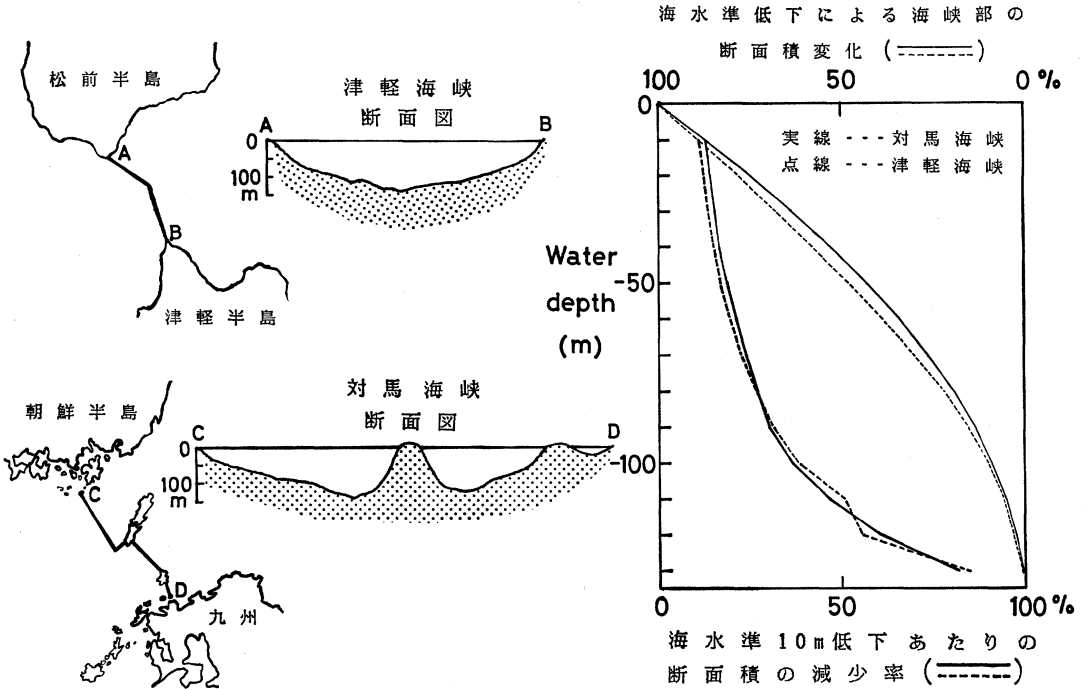 松前半島
A
B
津軽半島
津軽海峡
断面図
A B
0
100
m
朝鮮半島
C
D
九州
対馬海峡
断面図
C D
0
100
m
海水準低下による海峡部の
断面積変化 ( )
100 50 0 %
実線 --- 対馬海峡
点線 --- 津軽海峡
Water
depth
(m)
0
-50
-100
0 50 100 %
海水準10m低下あたりの
断面積の減少率 ( )